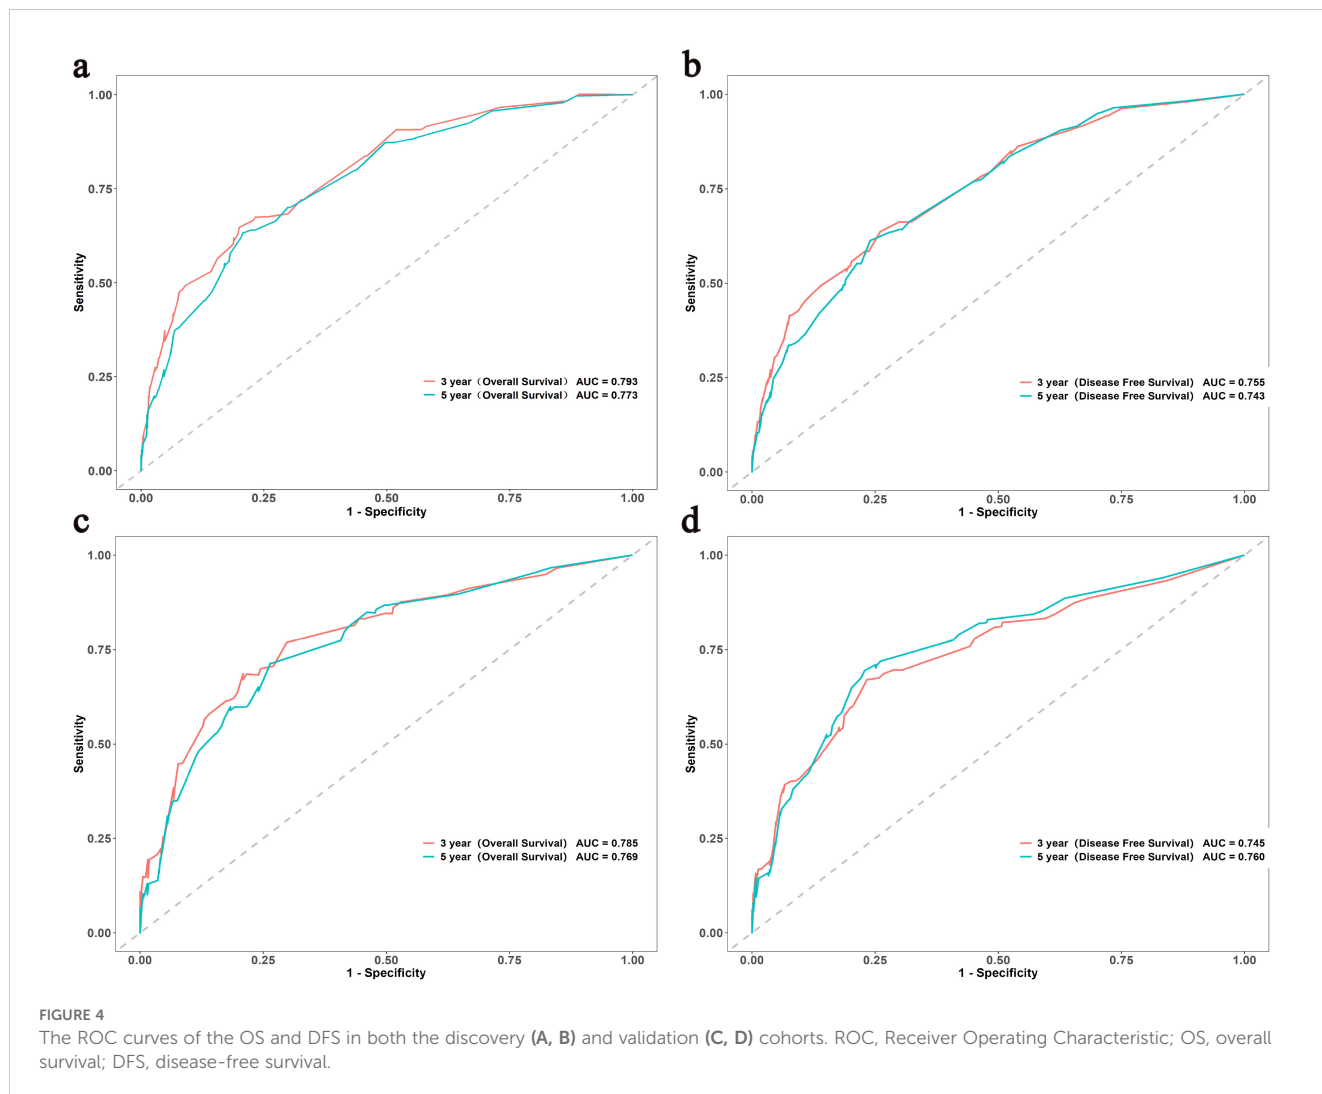 a
1.00
0.75
0.50
0.25
0.00
Sensitivity
3 year（Overall Survival） AUC = 0.793
5 year（Overall Survival） AUC = 0.773
0.00 0.25 0.50 0.75 1.00
1 - Specificity
b
1.00
0.75
0.50
0.25
0.00
Sensitivity
3 year（Disease Free Survival） AUC = 0.755
5 year（Disease Free Survival） AUC = 0.743
0.00 0.25 0.50 0.75 1.00
1 - Specificity
c
1.00
0.75
0.50
0.25
0.00
Sensitivity
3 year（Overall Survival） AUC = 0.785
5 year（Overall Survival） AUC = 0.769
0.00 0.25 0.50 0.75 1.00
1 - Specificity
d
1.00
0.75
0.50
0.25
0.00
Sensitivity
3 year（Disease Free Survival） AUC = 0.745
5 year（Disease Free Survival） AUC = 0.760
0.00 0.25 0.50 0.75 1.00
1 - Specificity
FIGURE 4
The ROC curves of the OS and DFS in both the discovery (A, B) and validation (C, D) cohorts. ROC, Receiver Operating Characteristic; OS, overall
survival; DFS, disease-free survival.